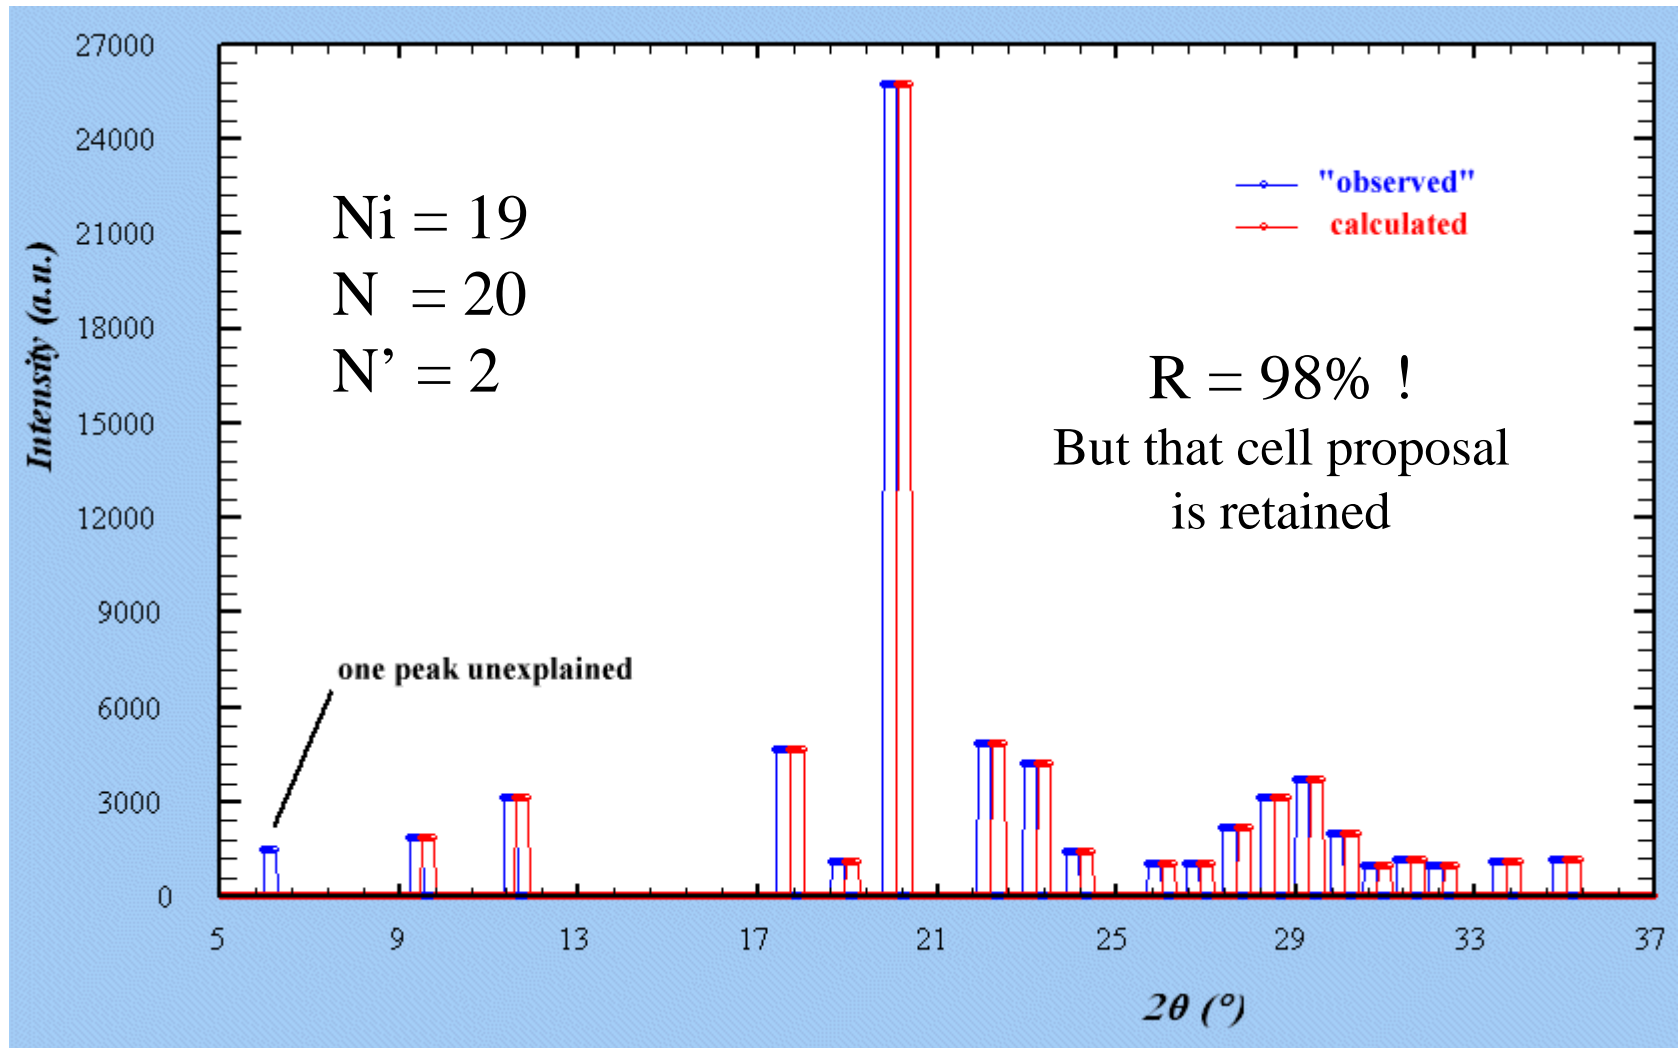 27000
24000
21000
18000
15000
12000
9000
6000
3000
0
Intensity (a.u.)
Ni = 19
N = 20
N’ = 2
"observed"
calculated
R = 98% !
But that cell proposal
is retained
one peak unexplained
5 9 13 17 21 25 29 33 37
2θ (°)